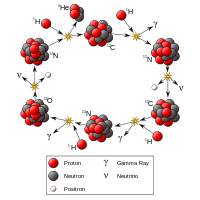 ⁴He
¹H
¹H
γ
¹²C
¹⁵N
¹³N
ν
ν
¹⁵O
¹³C
¹⁴N
γ
γ
¹H
¹H
Proton
γ Gamma Ray
Neutron
ν Neutrino
Positron